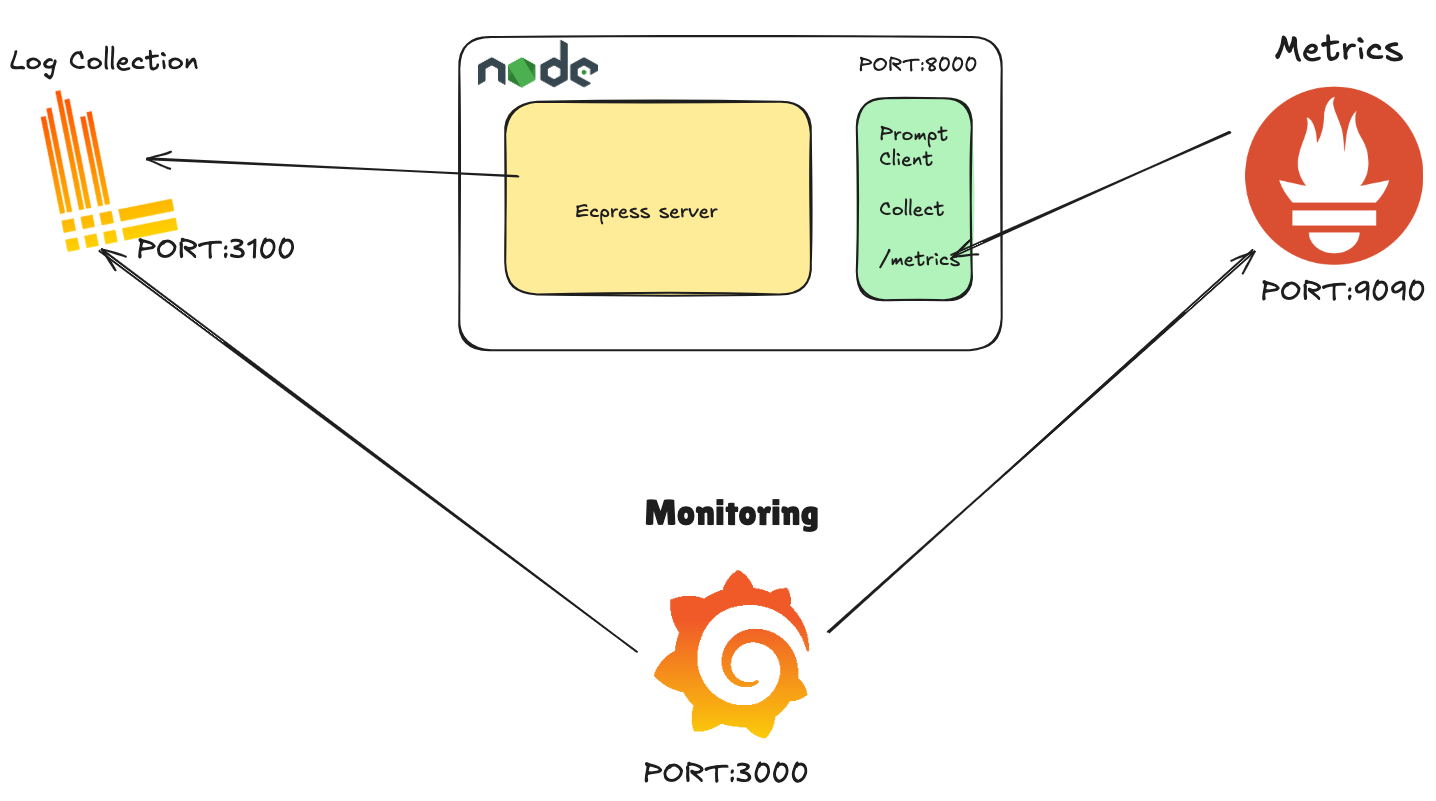 Log Collection
PORT:3100
node
PORT:8000
Ecpress server
Prompt
Client
Collect
/metrics
Metrics
PORT:9090
Monitoring
PORT:3000